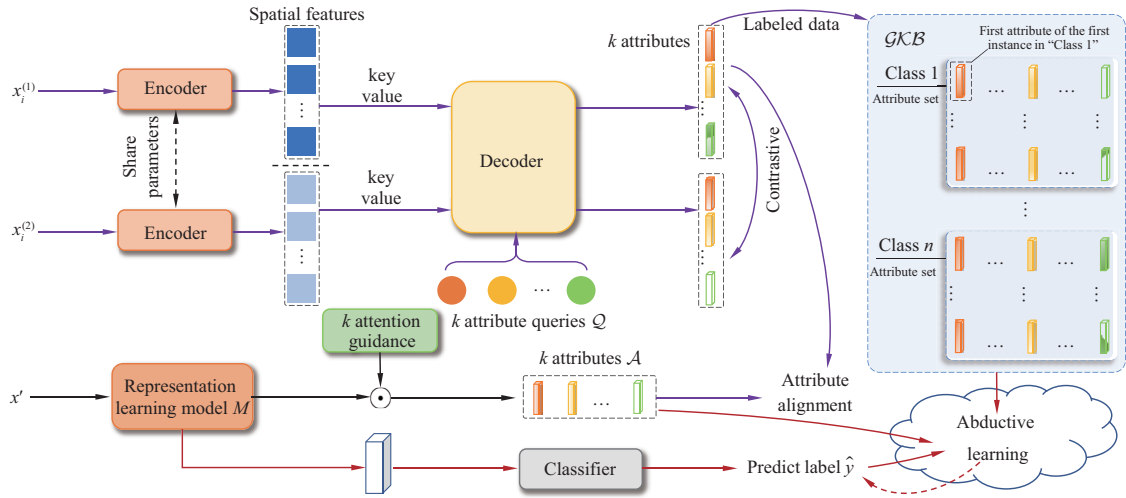 Spatial features
k attributes
Labeled data
𝒢𝒦ℬ
First attribute of the first
instance in “Class 1”
x_i^{(1)}
Encoder
key
value
Class 1
Attribute set
...
...
⋮
⋮
⋮
⋮
⋮
Share
parameters
Decoder
Contrastive
...
...
x_i^{(2)}
Encoder
key
value
⋮
⋮
⋮
Class n
Attribute set
...
...
⋮
⋮
⋮
...
k attribute queries 𝒬
...
...
k attention
guidance
k attributes 𝒜
x′
Representation
learning model M
...
Attribute
alignment
Abductive
learning
Classifier
Predict label ŷ